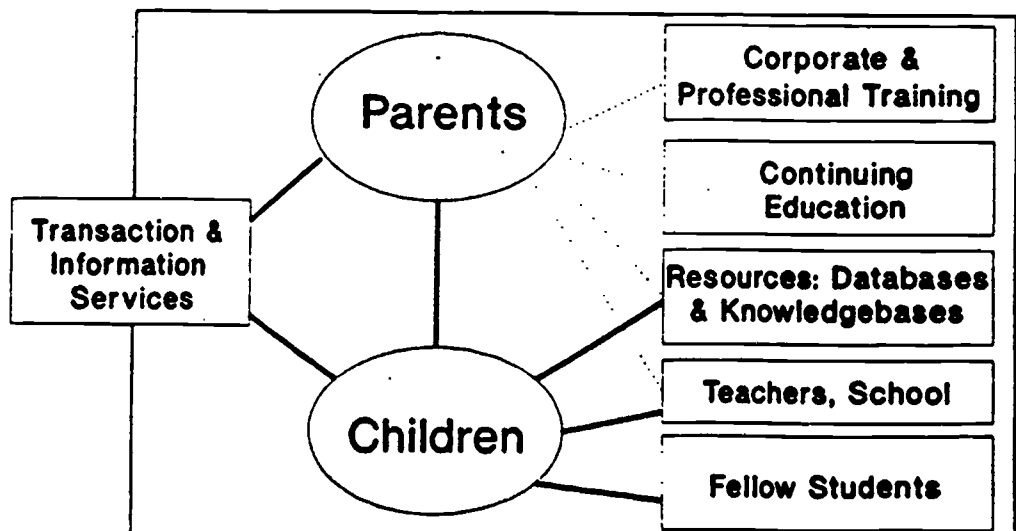 Parents
Corporate &
Professional Training
Continuing
Education
Transaction &
Information
Services
Resources: Databases
& Knowledgebases
Teachers, School
Children
Fellow Students